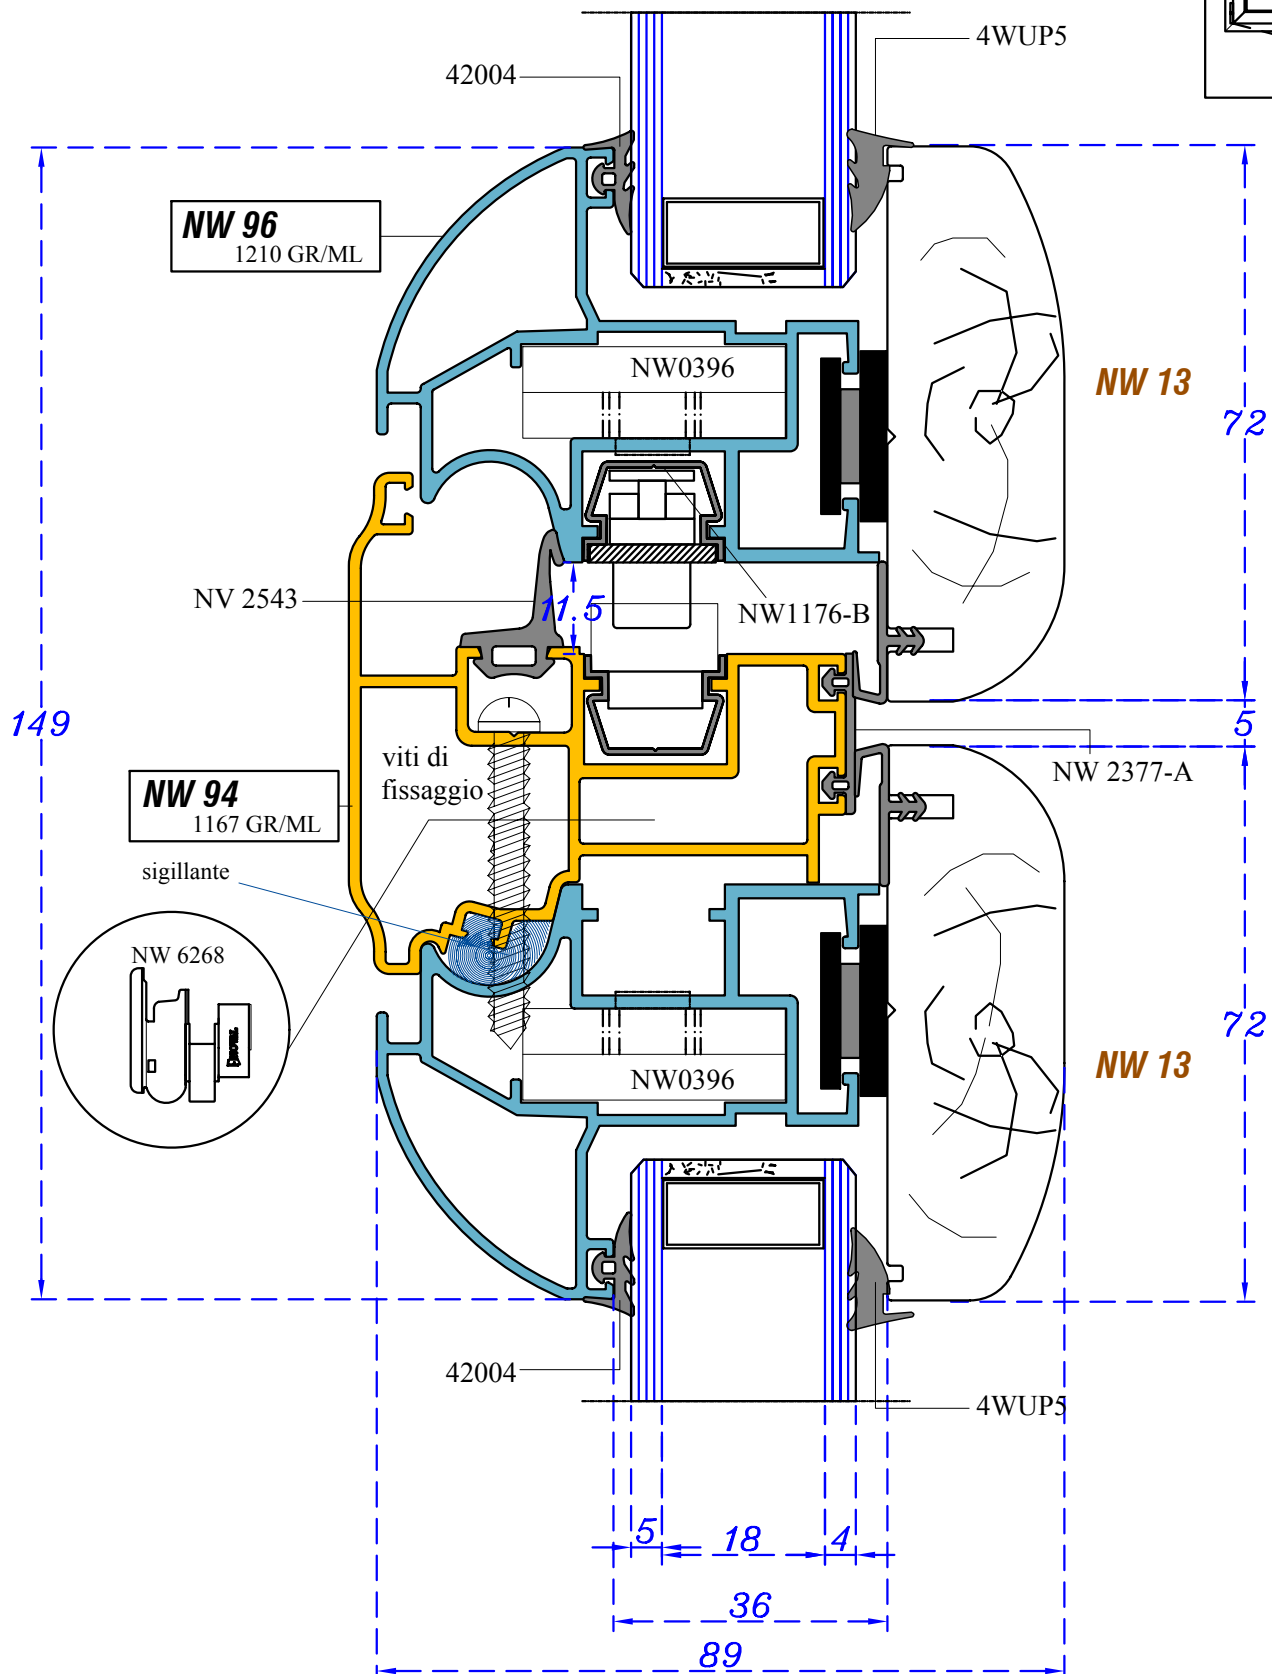 4WUP5
42004
NW 96
1210 GR/ML
NW0396
NW 13
72
NV 2543
11.5
NW1176-B
149
5
viti di
fissaggio
NW 2377-A
NW 94
1167 GR/ML
sigillante
NW 6268
72
NW0396
NW 13
42004
4WUP5
5
18
4
36
89